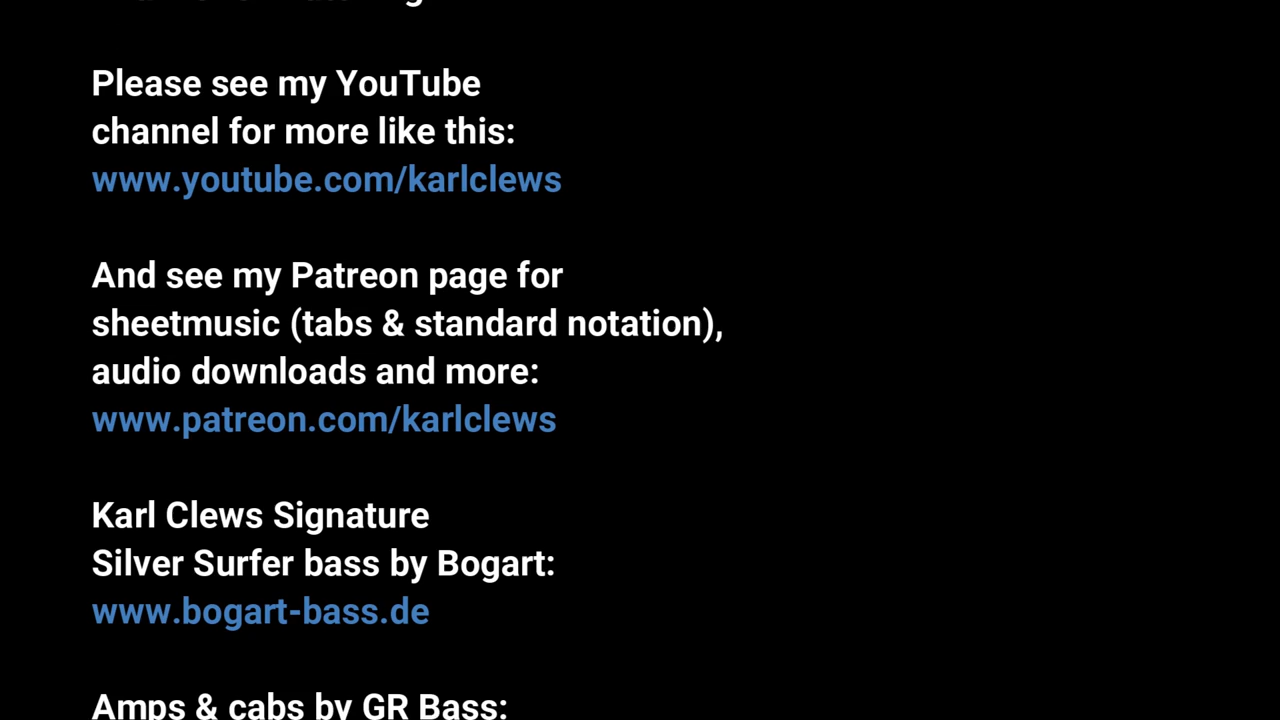 Please see my YouTube
channel for more like this:
www.youtube.com/karlclews
And see my Patreon page for
sheetmusic (tabs & standard notation),
audio downloads and more:
www.patreon.com/karlclews
Karl Clews Signature
Silver Surfer bass by Bogart:
www.bogart-bass.de
Amps & cabs by GR Bass: